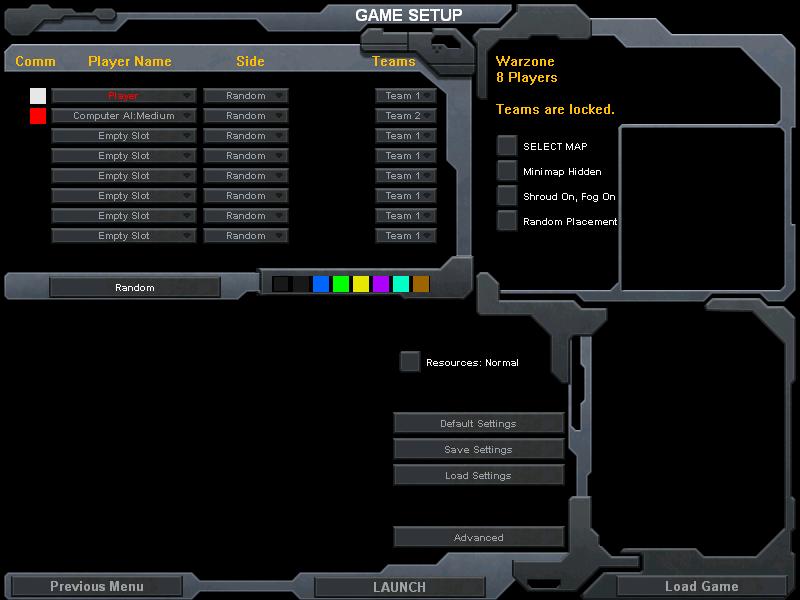 GAME SETUP
Comm Player Name Side Teams
Player Random Team 1
Computer AI:Medium Random Team 2
Empty Slot Random Team 1
Empty Slot Random Team 1
Empty Slot Random Team 1
Empty Slot Random Team 1
Empty Slot Random Team 1
Empty Slot Random Team 1
Random
Warzone
8 Players
Teams are locked.
SELECT MAP
Minimap Hidden
Shroud On, Fog On
Random Placement
Resources: Normal
Default Settings
Save Settings
Load Settings
Advanced
Previous Menu LAUNCH Load Game